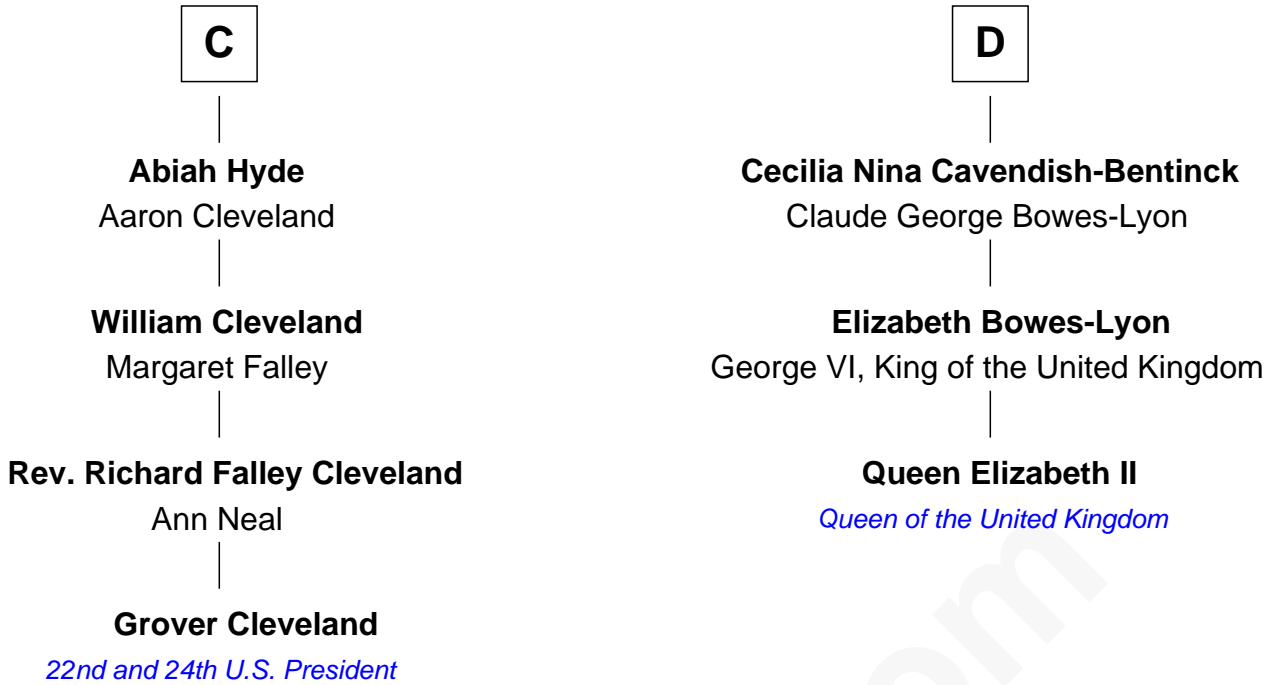 C
Abiah Hyde
Aaron Cleveland
William Cleveland
Margaret Falley
Rev. Richard Falley Cleveland
Ann Neal
Grover Cleveland
22nd and 24th U.S. President
D
Cecilia Nina Cavendish-Bentinck
Claude George Bowes-Lyon
Elizabeth Bowes-Lyon
George VI, King of the United Kingdom
Queen Elizabeth II
Queen of the United Kingdom
om